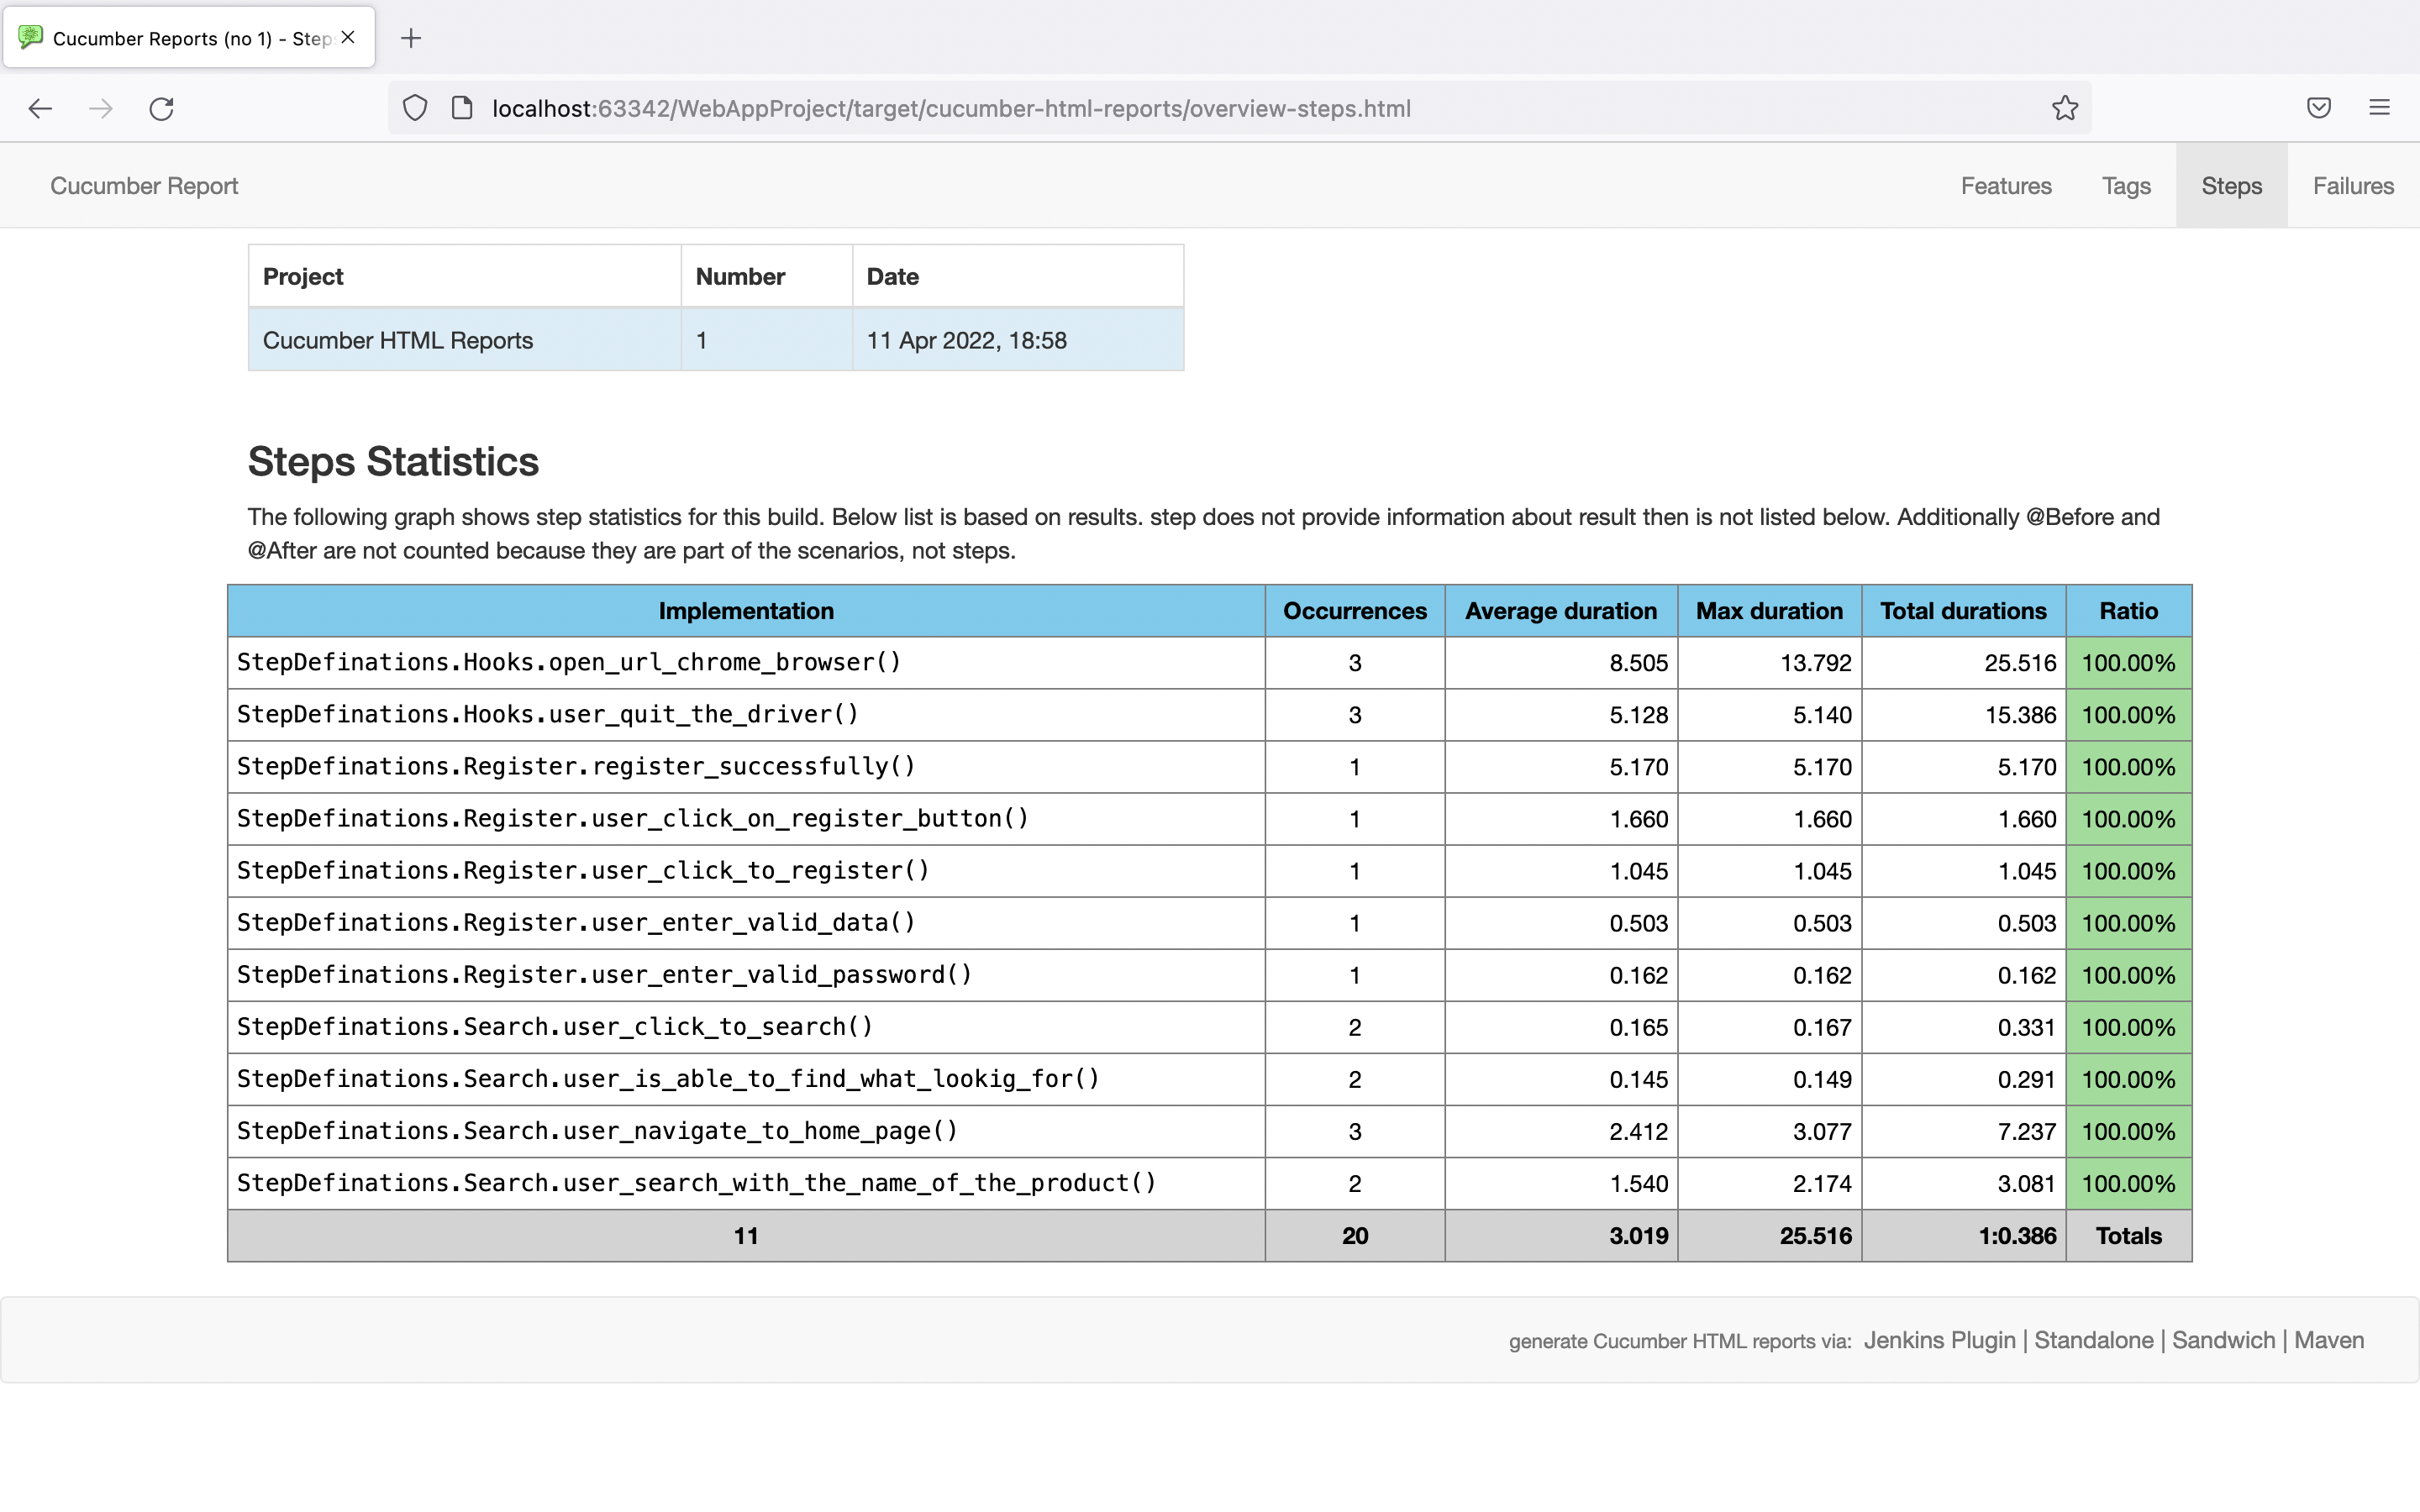 Cucumber Reports (no 1) - Step
localhost:63342/WebAppProject/target/cucumber-html-reports/overview-steps.html
Cucumber Report Features Tags Steps Failures
Project Number Date
Cucumber HTML Reports 1 11 Apr 2022, 18:58
Steps Statistics
The following graph shows step statistics for this build. Below list is based on results. step does not provide information about result then is not listed below. Additionally @Before and
@After are not counted because they are part of the scenarios, not steps.
Implementation Occurrences Average duration Max duration Total durations Ratio
StepDefinations.Hooks.open_url_chrome_browser() 3 8.505 13.792 25.516 100.00%
StepDefinations.Hooks.user_quit_the_driver() 3 5.128 5.140 15.386 100.00%
StepDefinations.Register.register_successfully() 1 5.170 5.170 5.170 100.00%
StepDefinations.Register.user_click_on_register_button() 1 1.660 1.660 1.660 100.00%
StepDefinations.Register.user_click_to_register() 1 1.045 1.045 1.045 100.00%
StepDefinations.Register.user_enter_valid_data() 1 0.503 0.503 0.503 100.00%
StepDefinations.Register.user_enter_valid_password() 1 0.162 0.162 0.162 100.00%
StepDefinations.Search.user_click_to_search() 2 0.165 0.167 0.331 100.00%
StepDefinations.Search.user_is_able_to_find_what_lookig_for() 2 0.145 0.149 0.291 100.00%
StepDefinations.Search.user_navigate_to_home_page() 3 2.412 3.077 7.237 100.00%
StepDefinations.Search.user_search_with_the_name_of_the_product() 2 1.540 2.174 3.081 100.00%
11 20 3.019 25.516 1:0.386 Totals
generate Cucumber HTML reports via: Jenkins Plugin | Standalone | Sandwich | Maven